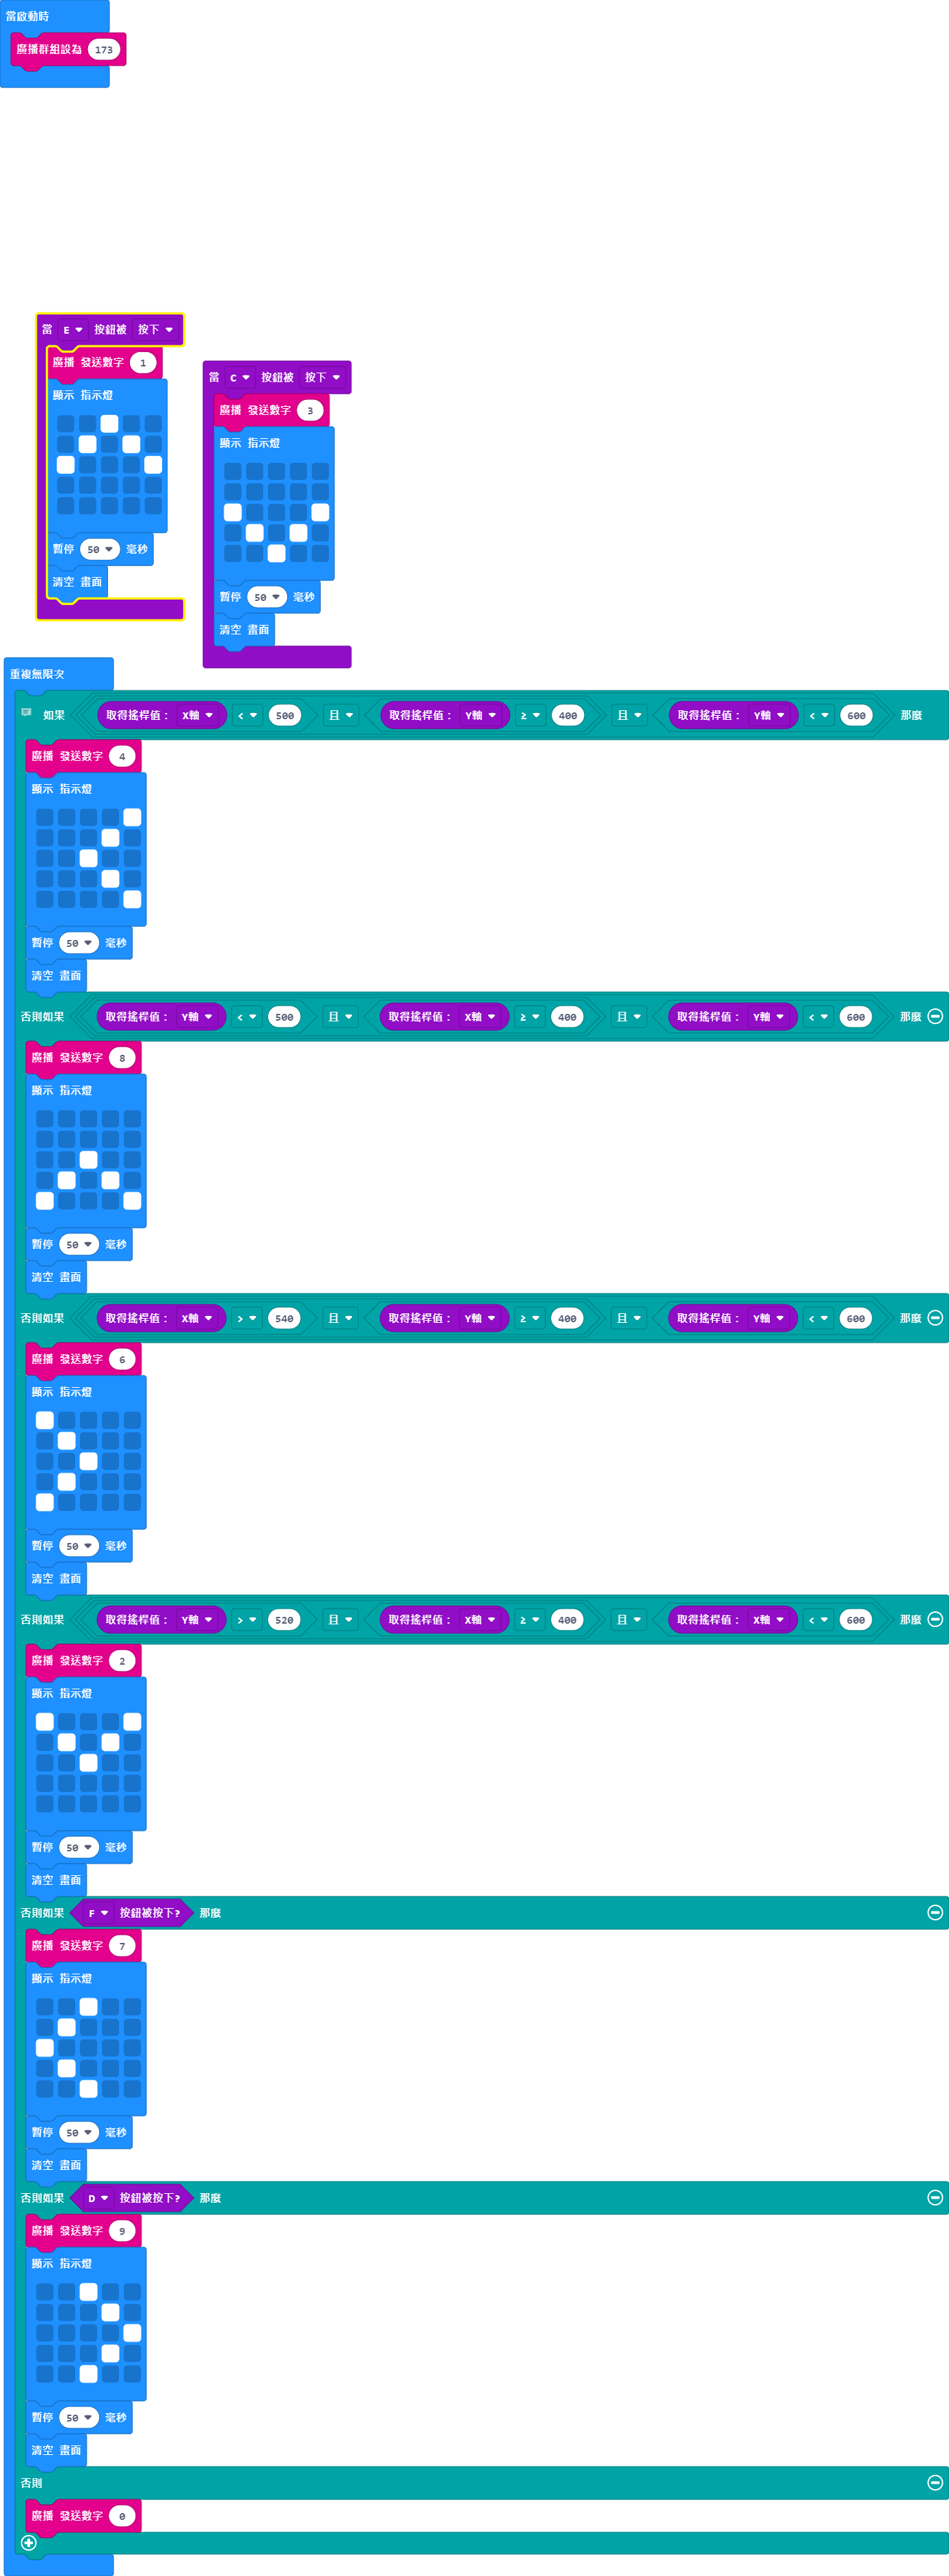 當啟動時
廣播群組設為 173
當 E 按鈕被 按下
廣播 發送數字 1
顯示 指示燈
暫停 50 毫秒
清空 畫面
當 C 按鈕被 按下
廣播 發送數字 3
顯示 指示燈
暫停 50 毫秒
清空 畫面
重複無限次
如果 取得搖桿值： X軸 < 500 且 取得搖桿值： Y軸 ≥ 400 且 取得搖桿值： Y軸 < 600 那麼
廣播 發送數字 4
顯示 指示燈
暫停 50 毫秒
清空 畫面
否則如果 取得搖桿值： Y軸 < 500 且 取得搖桿值： X軸 ≥ 400 且 取得搖桿值： Y軸 < 600 那麼
廣播 發送數字 8
顯示 指示燈
暫停 50 毫秒
清空 畫面
否則如果 取得搖桿值： X軸 > 540 且 取得搖桿值： Y軸 ≥ 400 且 取得搖桿值： Y軸 < 600 那麼
廣播 發送數字 6
顯示 指示燈
暫停 50 毫秒
清空 畫面
否則如果 取得搖桿值： Y軸 > 520 且 取得搖桿值： X軸 ≥ 400 且 取得搖桿值： X軸 < 600 那麼
廣播 發送數字 2
顯示 指示燈
暫停 50 毫秒
清空 畫面
否則如果 F 按鈕被按下? 那麼
廣播 發送數字 7
顯示 指示燈
暫停 50 毫秒
清空 畫面
否則如果 D 按鈕被按下? 那麼
廣播 發送數字 9
顯示 指示燈
暫停 50 毫秒
清空 畫面
否則
廣播 發送數字 0